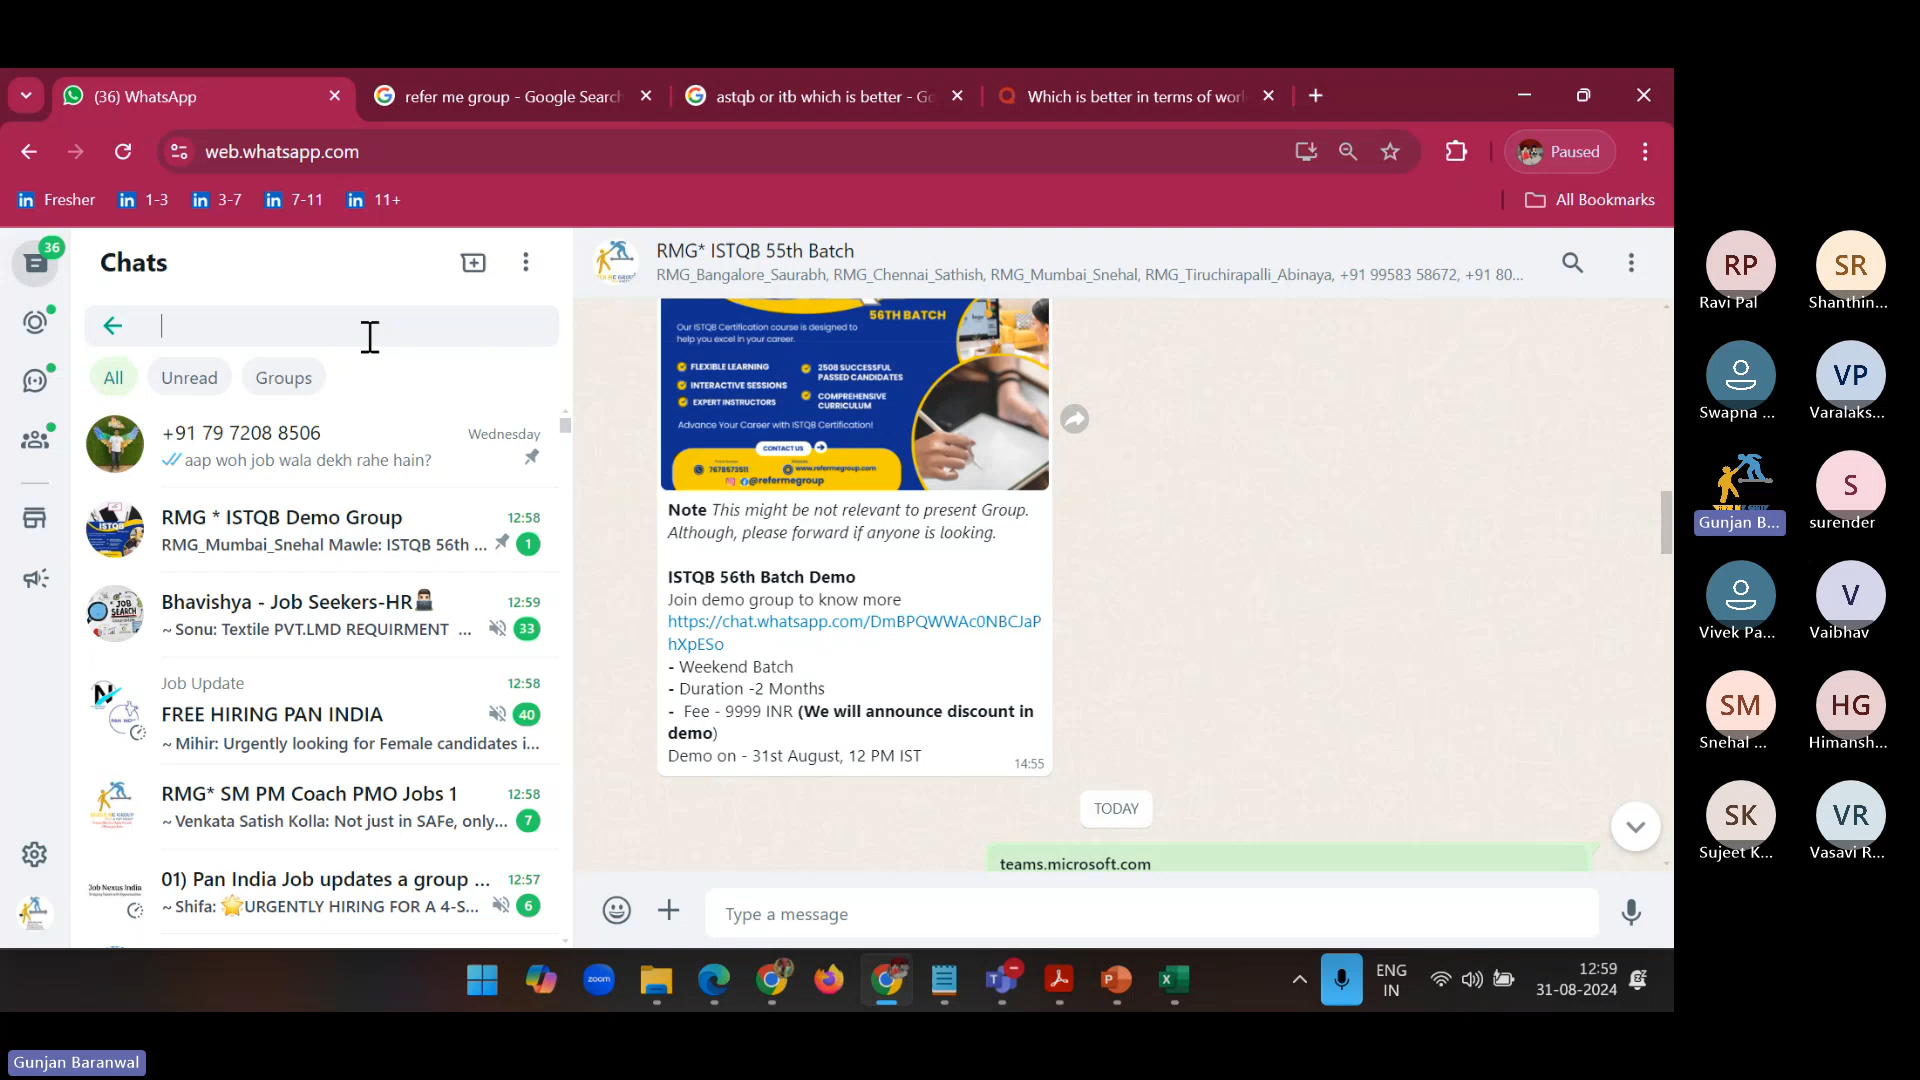 (36) WhatsApp
refer me group - Google Search
astqb or itb which is better - Go
Which is better in terms of worl
web.whatsapp.com
Paused
Fresher
1-3
3-7
7-11
11+
All Bookmarks
36
Chats
All
Unread
Groups
+91 79 7208 8506
Wednesday
aap woh job wala dekh rahe hain?
RMG * ISTQB Demo Group
12:58
RMG_Mumbai_Snehal Mawle: ISTQB 56th ...
1
Bhavishya - Job Seekers-HR
12:59
~ Sonu: Textile PVT.LMD REQUIRMENT ...
33
Job Update
12:58
FREE HIRING PAN INDIA
40
~ Mihir: Urgently looking for Female candidates i...
RMG* SM PM Coach PMO Jobs 1
12:58
~ Venkata Satish Kolla: Not just in SAFe, only...
7
01) Pan India Job updates a group ...
12:57
~ Shifa: 🌟URGENTLY HIRING FOR A 4-S...
6
RMG* ISTQB 55th Batch
RMG_Bangalore_Saurabh, RMG_Chennai_Sathish, RMG_Mumbai_Snehal, RMG_Tiruchirapalli_Abinaya, +91 99583 58672, +91 80...
56TH BATCH
Our ISTQB Certification course is designed to
help you excel in your career.
FLEXIBLE LEARNING
2508 SUCCESSFUL
PASSED CANDIDATES
INTERACTIVE SESSIONS
EXPERT INSTRUCTORS
COMPREHENSIVE
CURRICULUM
Advance Your Career with ISTQB Certification!
CONTACT US
7678573511
www.refermegroup.com
@refermegroup
Note This might be not relevant to present Group.
Although, please forward if anyone is looking.
ISTQB 56th Batch Demo
Join demo group to know more
https://chat.whatsapp.com/DmBPQWWAc0NBCJaP
hXpESo
- Weekend Batch
- Duration -2 Months
- Fee - 9999 INR (We will announce discount in
demo)
Demo on - 31st August, 12 PM IST
14:55
TODAY
teams.microsoft.com
Type a message
ENG
IN
12:59
31-08-2024
RP
Ravi Pal
SR
Shanthin...
Swapna ...
VP
Varalaks...
Gunjan B...
S
surender
Vivek Pa...
V
Vaibhav
SM
Snehal ...
HG
Himansh...
SK
Sujeet K...
VR
Vasavi R...
Gunjan Baranwal